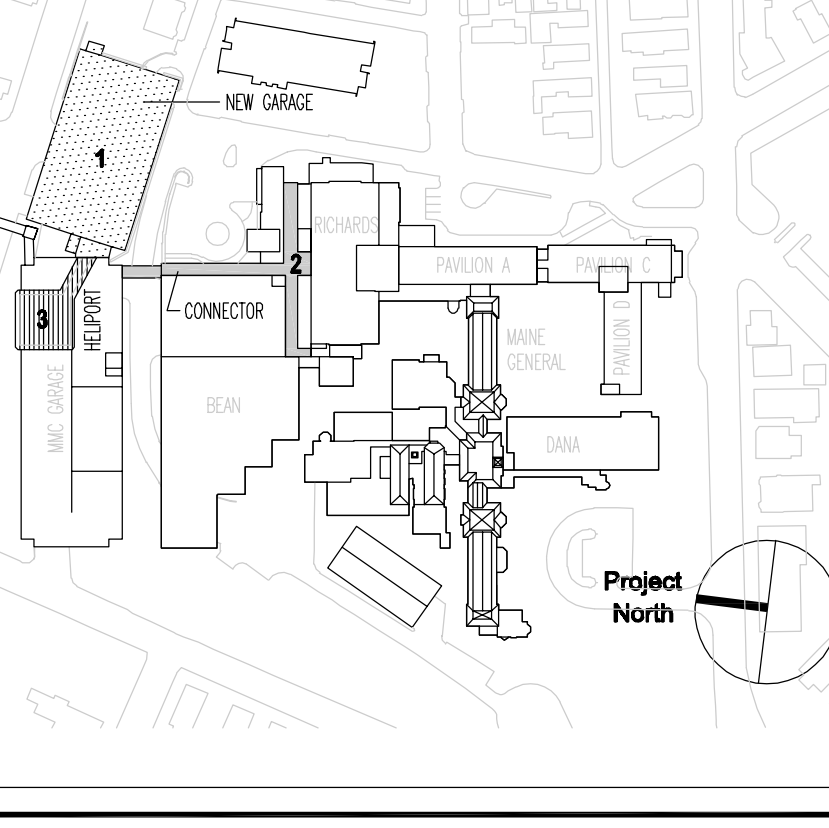 NEW GARAGE
1
RICHARDS
2
PAVILION A
PAVILION C
CONNECTOR
3
HELIPORT
PAVILION D
MAINE
GENERAL
MMC GARAGE
BEAN
DANA
Project
North